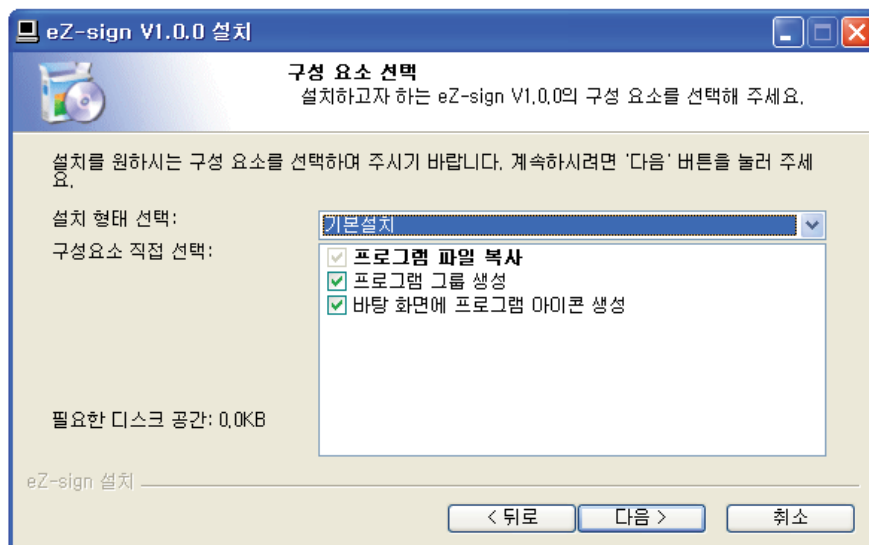 eZ-sign V1.0.0 설치
구성 요소 선택
설치하고자 하는 eZ-sign V1.0.0의 구성 요소를 선택해 주세요.
설치를 원하시는 구성 요소를 선택하여 주시기 바랍니다. 계속하시려면 '다음' 버튼을 눌러 주세
요.
설치 형태 선택:
기본설치
구성요소 직접 선택:
프로그램 파일 복사
프로그램 그룹 생성
바탕 화면에 프로그램 아이콘 생성
필요한 디스크 공간: 0.0KB
eZ-sign 설치
< 뒤로
다음 >
취소